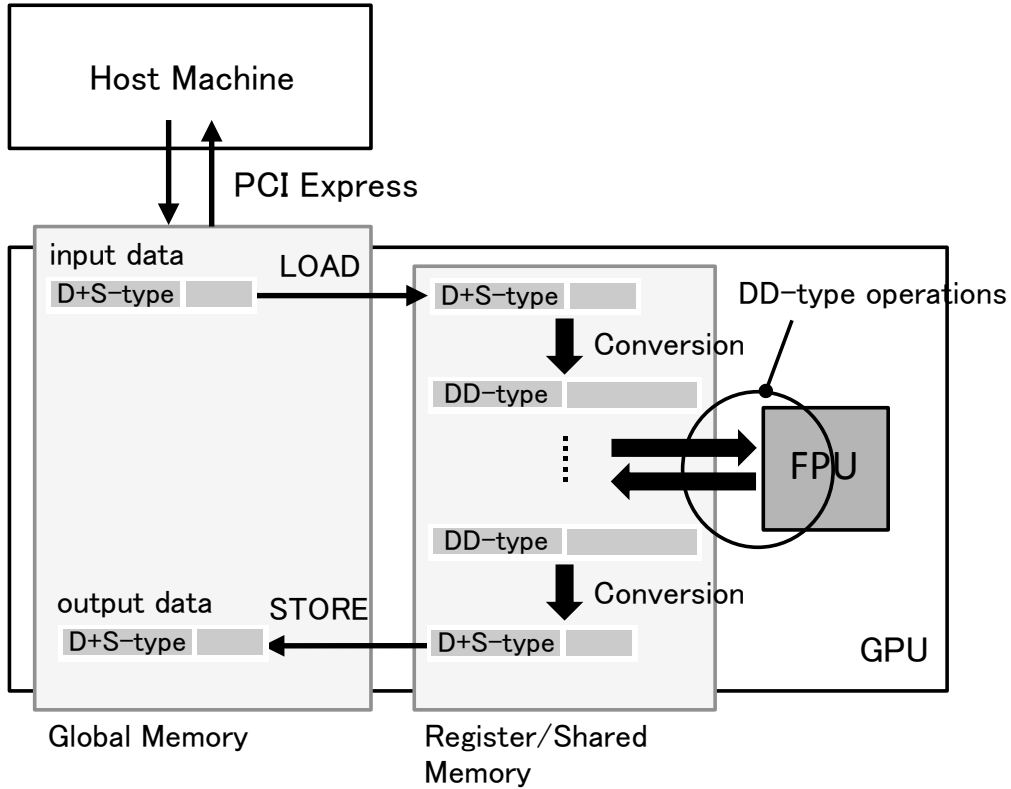 Host Machine
PCI Express
input data
LOAD
D+S-type
D+S-type
DD-type operations
Conversion
DD-type
FPU
DD-type
Conversion
output data
STORE
D+S-type
D+S-type
GPU
Global Memory
Register/Shared
Memory